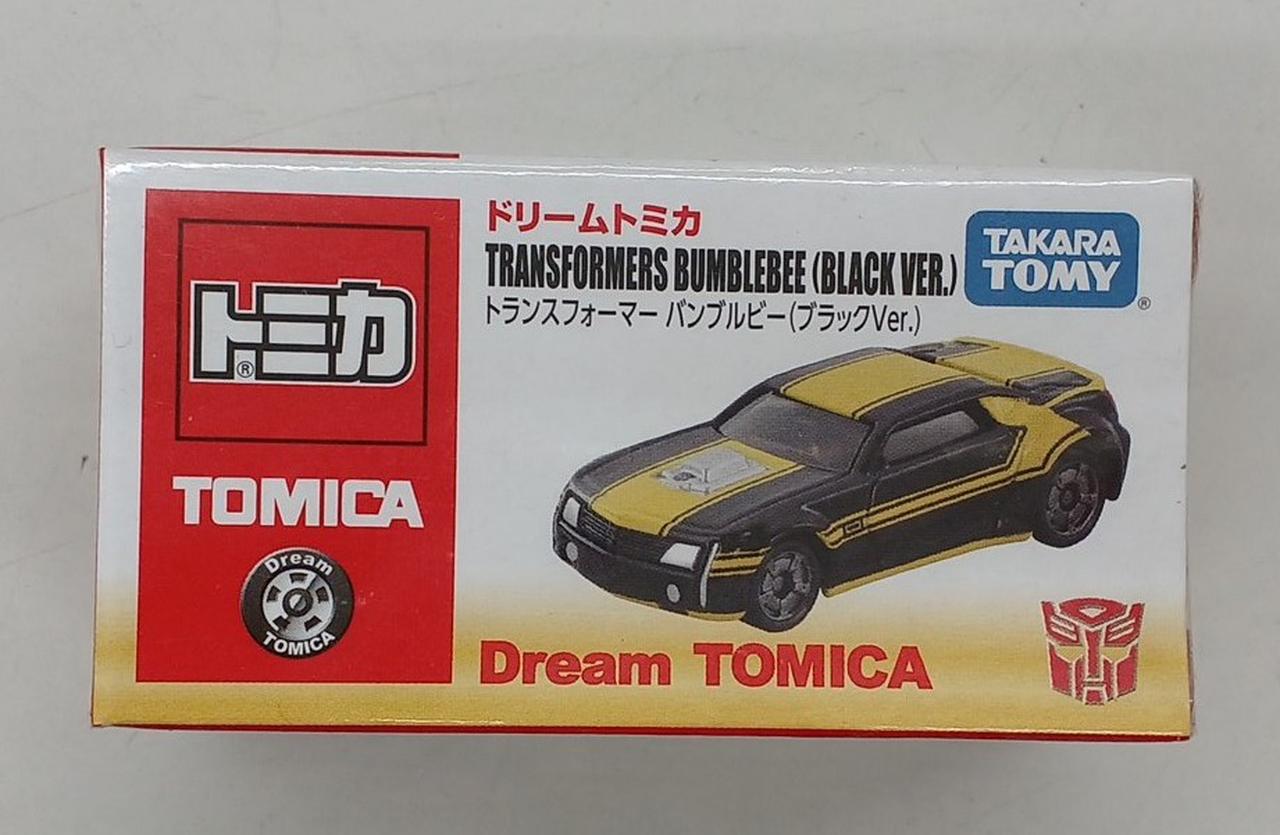 トミカ®
TOMICA
Dream
TOMICA
ドリームトミカ
TRANSFORMERS BUMBLEBEE (BLACK VER.)
トランスフォーマー バンブルビー(ブラックVer.)
TAKARA
TOMY®
Dream TOMICA